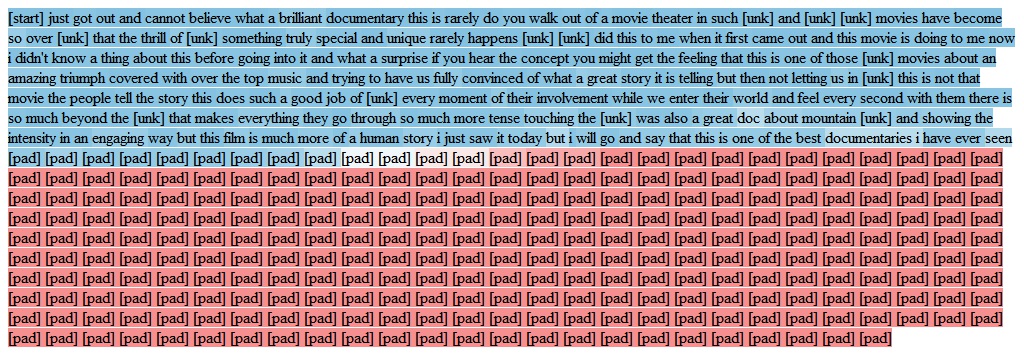 [start] just got out and cannot believe what a brilliant documentary this is rarely do you walk out of a movie theater in such [unk] and [unk] [unk] movies have become
so over [unk] that the thrill of [unk] something truly special and unique rarely happens [unk] [unk] did this to me when it first came out and this movie is doing to me now
i didn't know a thing about this before going into it and what a surprise if you hear the concept you might get the feeling that this is one of those [unk] movies about an
amazing triumph covered with over the top music and trying to have us fully convinced of what a great story it is telling but then not letting us in [unk] this is not that
movie the people tell the story this does such a good job of [unk] every moment of their involvement while we enter their world and feel every second with them there is
so much beyond the [unk] that makes everything they go through so much more tense touching the [unk] was also a great doc about mountain [unk] and showing the
intensity in an engaging way but this film is much more of a human story i just saw it today but i will go and say that this is one of the best documentaries i have ever seen
[pad] [pad] [pad] [pad] [pad] [pad] [pad] [pad] [pad] [pad] [pad] [pad] [pad] [pad] [pad] [pad] [pad] [pad] [pad] [pad] [pad] [pad] [pad] [pad] [pad] [pad] [pad]
[pad] [pad] [pad] [pad] [pad] [pad] [pad] [pad] [pad] [pad] [pad] [pad] [pad] [pad] [pad] [pad] [pad] [pad] [pad] [pad] [pad] [pad] [pad] [pad] [pad] [pad] [pad]
[pad] [pad] [pad] [pad] [pad] [pad] [pad] [pad] [pad] [pad] [pad] [pad] [pad] [pad] [pad] [pad] [pad] [pad] [pad] [pad] [pad] [pad] [pad] [pad] [pad] [pad] [pad]
[pad] [pad] [pad] [pad] [pad] [pad] [pad] [pad] [pad] [pad] [pad] [pad] [pad] [pad] [pad] [pad] [pad] [pad] [pad] [pad] [pad] [pad] [pad] [pad] [pad] [pad] [pad]
[pad] [pad] [pad] [pad] [pad] [pad] [pad] [pad] [pad] [pad] [pad] [pad] [pad] [pad] [pad] [pad] [pad] [pad] [pad] [pad] [pad] [pad] [pad] [pad] [pad] [pad] [pad]
[pad] [pad] [pad] [pad] [pad] [pad] [pad] [pad] [pad] [pad] [pad] [pad] [pad] [pad] [pad] [pad] [pad] [pad] [pad] [pad] [pad] [pad] [pad] [pad] [pad] [pad] [pad]
[pad] [pad] [pad] [pad] [pad] [pad] [pad] [pad] [pad] [pad] [pad] [pad] [pad] [pad] [pad] [pad] [pad] [pad] [pad] [pad] [pad] [pad] [pad] [pad] [pad] [pad] [pad]
[pad] [pad] [pad] [pad] [pad] [pad] [pad] [pad] [pad] [pad] [pad] [pad] [pad] [pad] [pad] [pad] [pad] [pad] [pad] [pad] [pad] [pad] [pad] [pad] [pad] [pad] [pad]
[pad] [pad] [pad] [pad] [pad] [pad] [pad] [pad] [pad] [pad] [pad] [pad] [pad] [pad] [pad] [pad] [pad] [pad] [pad] [pad] [pad] [pad] [pad] [pad] [pad] [pad] [pad]
[pad] [pad] [pad] [pad] [pad] [pad] [pad] [pad] [pad] [pad] [pad] [pad] [pad] [pad] [pad] [pad] [pad] [pad] [pad] [pad] [pad] [pad] [pad] [pad]